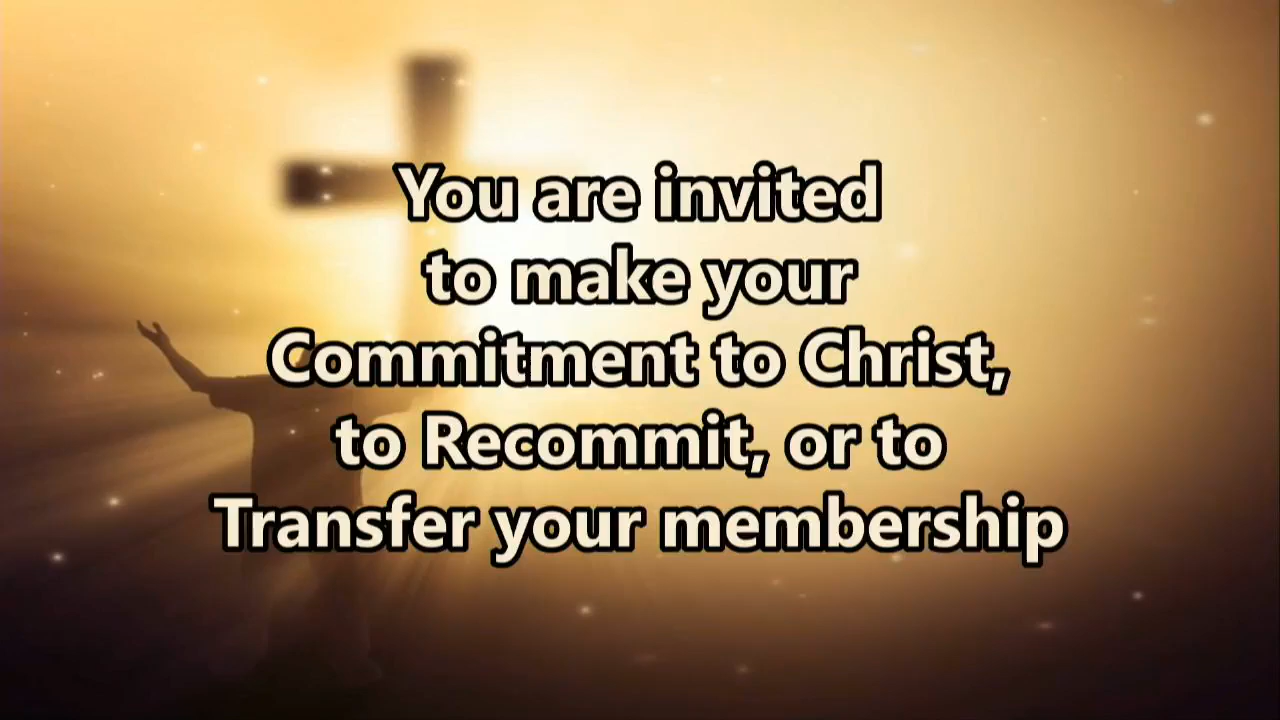 You are invited
to make your
Commitment to Christ,
to Recommit, or to
Transfer your membership